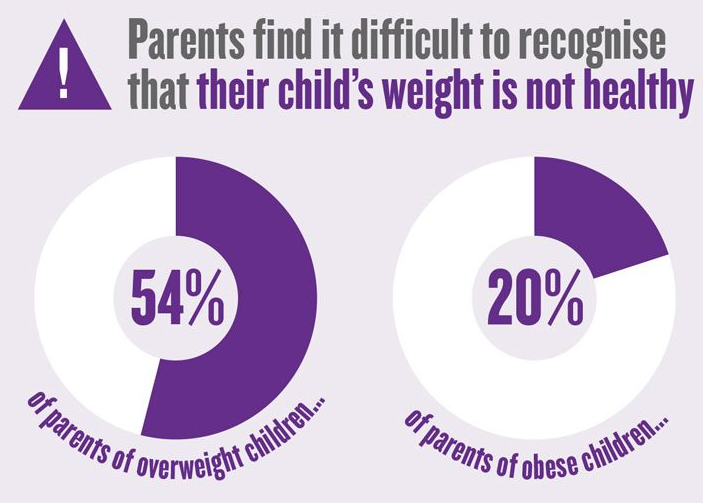 !
Parents find it difficult to recognise
that their child's weight is not healthy
54%
of parents of overweight children...
20%
of parents of obese children...